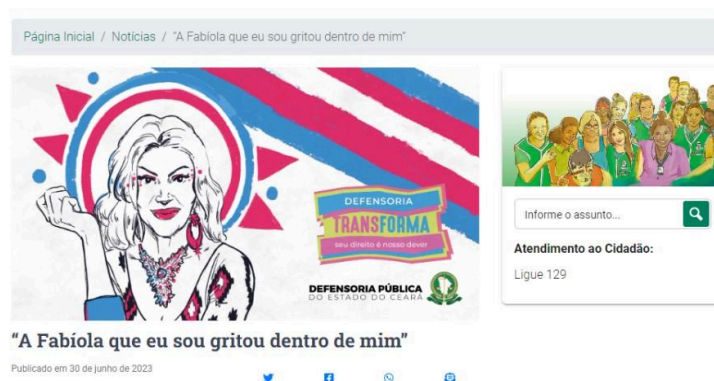 Página Inicial / Notícias / “A Fabíola que eu sou gritou dentro de mim”
DEFENSORIA
TRANSFORMA
seu direito é nosso dever
DEFENSORIA PÚBLICA
DO ESTADO DO CEARÁ
Informe o assunto...
Atendimento ao Cidadão:
Ligue 129
“A Fabíola que eu sou gritou dentro de mim”
Publicado em 30 de junho de 2023